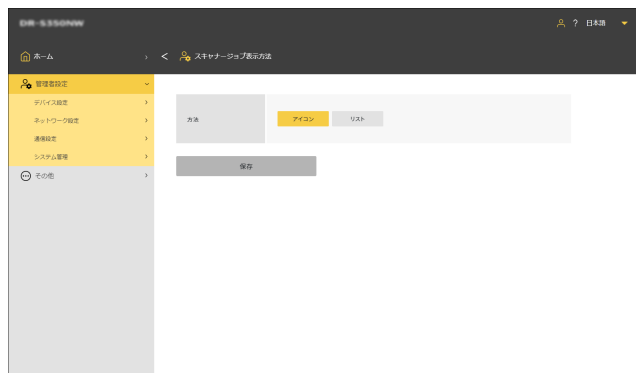 DR-S350NW
? 日本語
ホーム
スキャナージョブ表示方法
管理者設定
デバイス設定
ネットワーク設定
通信設定
システム管理
その他
方法
アイコン リスト
保存